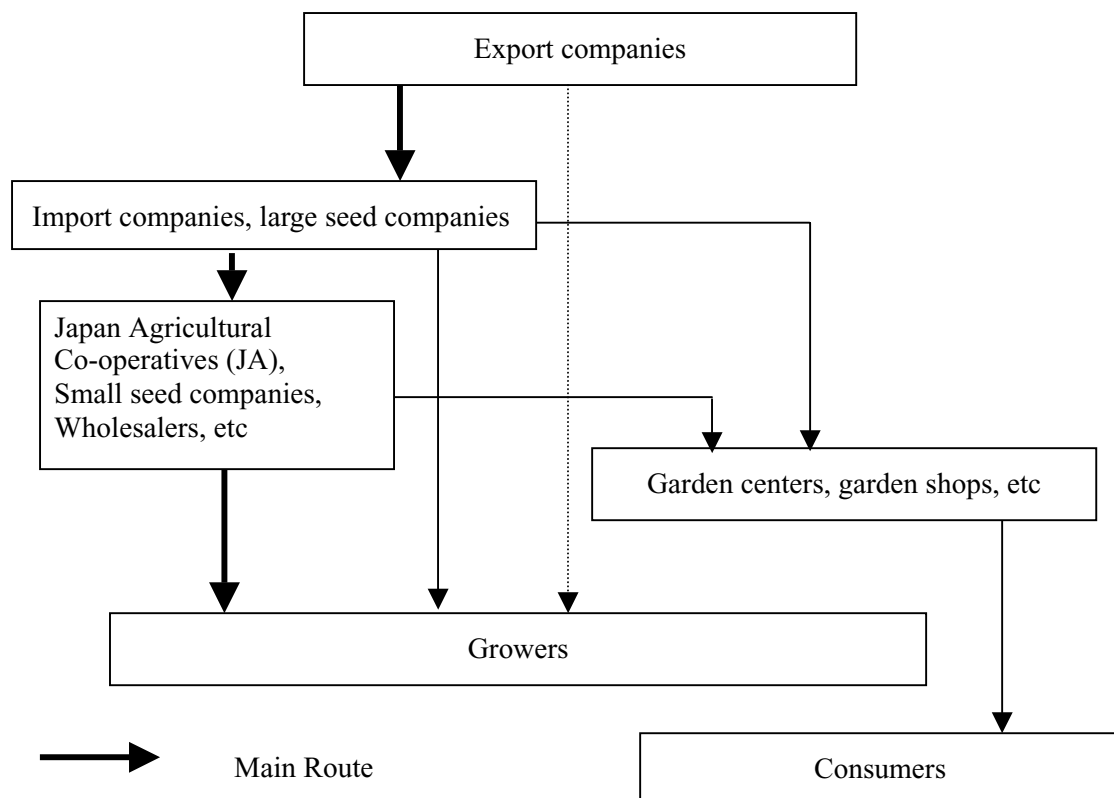 Export companies
Import companies, large seed companies
Japan Agricultural
Co-operatives (JA),
Small seed companies,
Wholesalers, etc
Garden centers, garden shops, etc
Growers
Main Route
Consumers